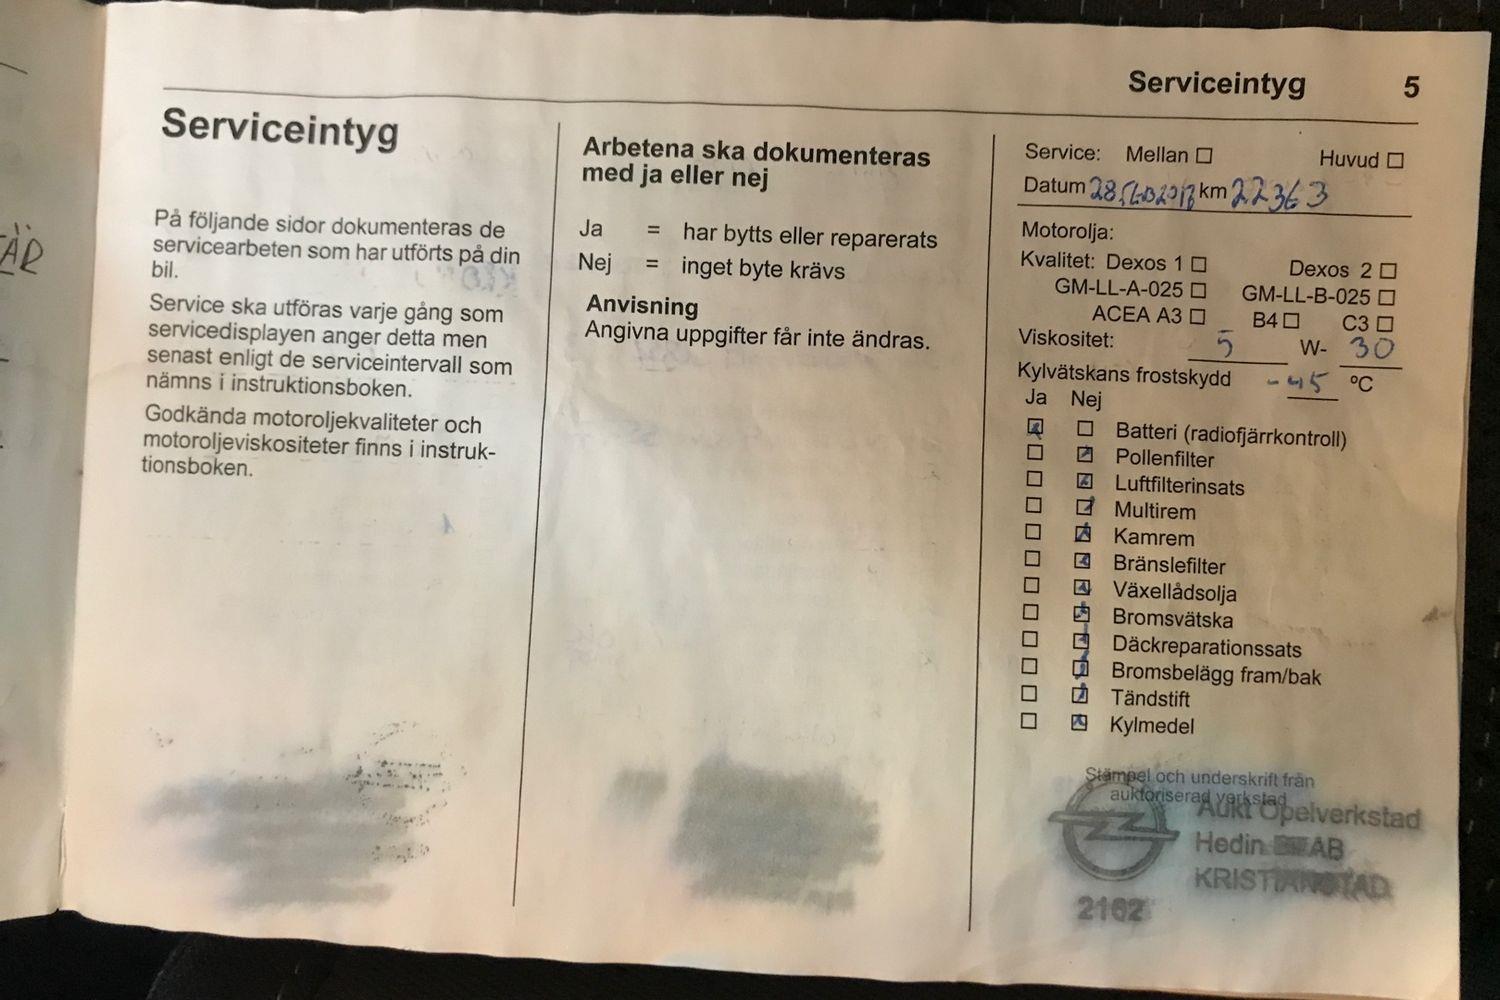 Serviceintyg 5
Serviceintyg
På följande sidor dokumenteras de
servicearbeten som har utförts på din
bil.
Service ska utföras varje gång som
servicedisplayen anger detta men
senast enligt de serviceintervall som
nämns i instruktionsboken.
Godkända motoroljekvaliteter och
motoroljeviskositeter finns i instruk-
tionsboken.
Arbetena ska dokumenteras
med ja eller nej
Ja = har bytts eller reparerats
Nej = inget byte krävs
Anvisning
Angivna uppgifter får inte ändras.
Service: Mellan ☐ Huvud ☐
Datum km 22363
Motorolja:
Kvalitet: Dexos 1 ☐ Dexos 2 ☐
GM-LL-A-025 ☐ GM-LL-B-025 ☐
ACEA A3 ☐ B4 ☐ C3 ☐
Viskositet: 5 W- 30
Kylvätskans frostskydd -45 ºC
Ja Nej
Batteri (radiofjärrkontroll)
Pollenfilter
Luftfilterinsats
Multirem
Kamrem
Bränslefilter
Växellådsolja
Bromsvätska
Däckreparationssats
Bromsbelägg fram/bak
Tändstift
Kylmedel
Stämpel och underskrift från
auktoriserad verkstad
Aukt Opelverkstad
Hedin AB
KRISTIANSTAD
2162
ÄR